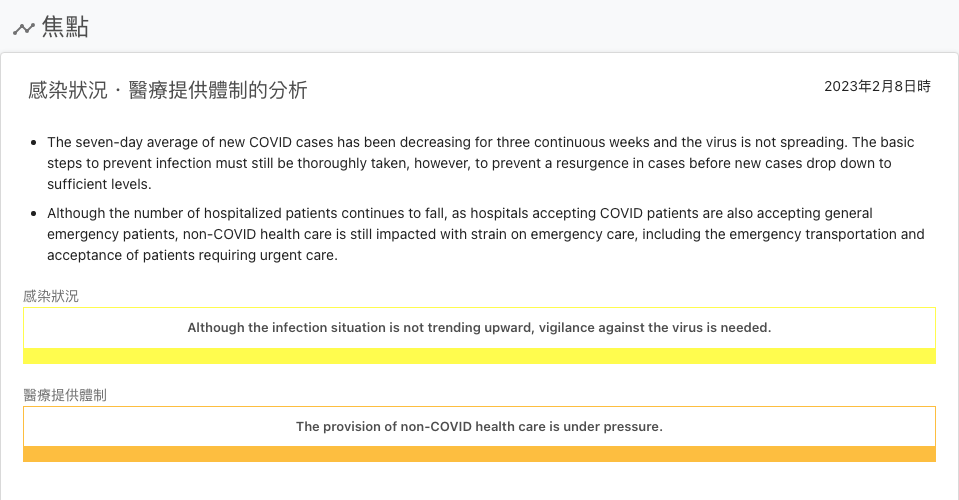 焦點
感染狀況・醫療提供體制的分析
2023年2月8日時
The seven-day average of new COVID cases has been decreasing for three continuous weeks and the virus is not spreading. The basic
steps to prevent infection must still be thoroughly taken, however, to prevent a resurgence in cases before new cases drop down to
sufficient levels.
Although the number of hospitalized patients continues to fall, as hospitals accepting COVID patients are also accepting general
emergency patients, non-COVID health care is still impacted with strain on emergency care, including the emergency transportation and
acceptance of patients requiring urgent care.
感染狀況
Although the infection situation is not trending upward, vigilance against the virus is needed.
醫療提供體制
The provision of non-COVID health care is under pressure.